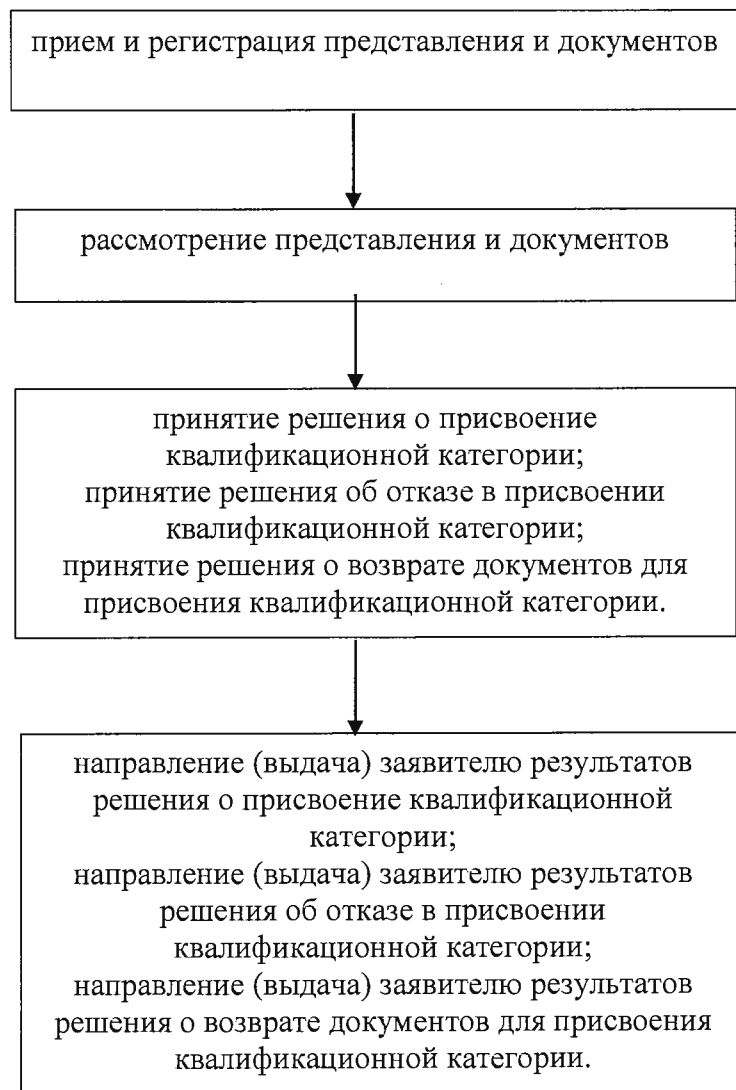 прием и регистрация представления и документов
рассмотрение представления и документов
принятие решения о присвоение
квалификационной категории;
принятие решения об отказе в присвоении
квалификационной категории;
принятие решения о возврате документов для
присвоения квалификационной категории.
направление (выдача) заявителю результатов
решения о присвоение квалификационной
категории;
направление (выдача) заявителю результатов
решения об отказе в присвоении
квалификационной категории;
направление (выдача) заявителю результатов
решения о возврате документов для присвоения
квалификационной категории.